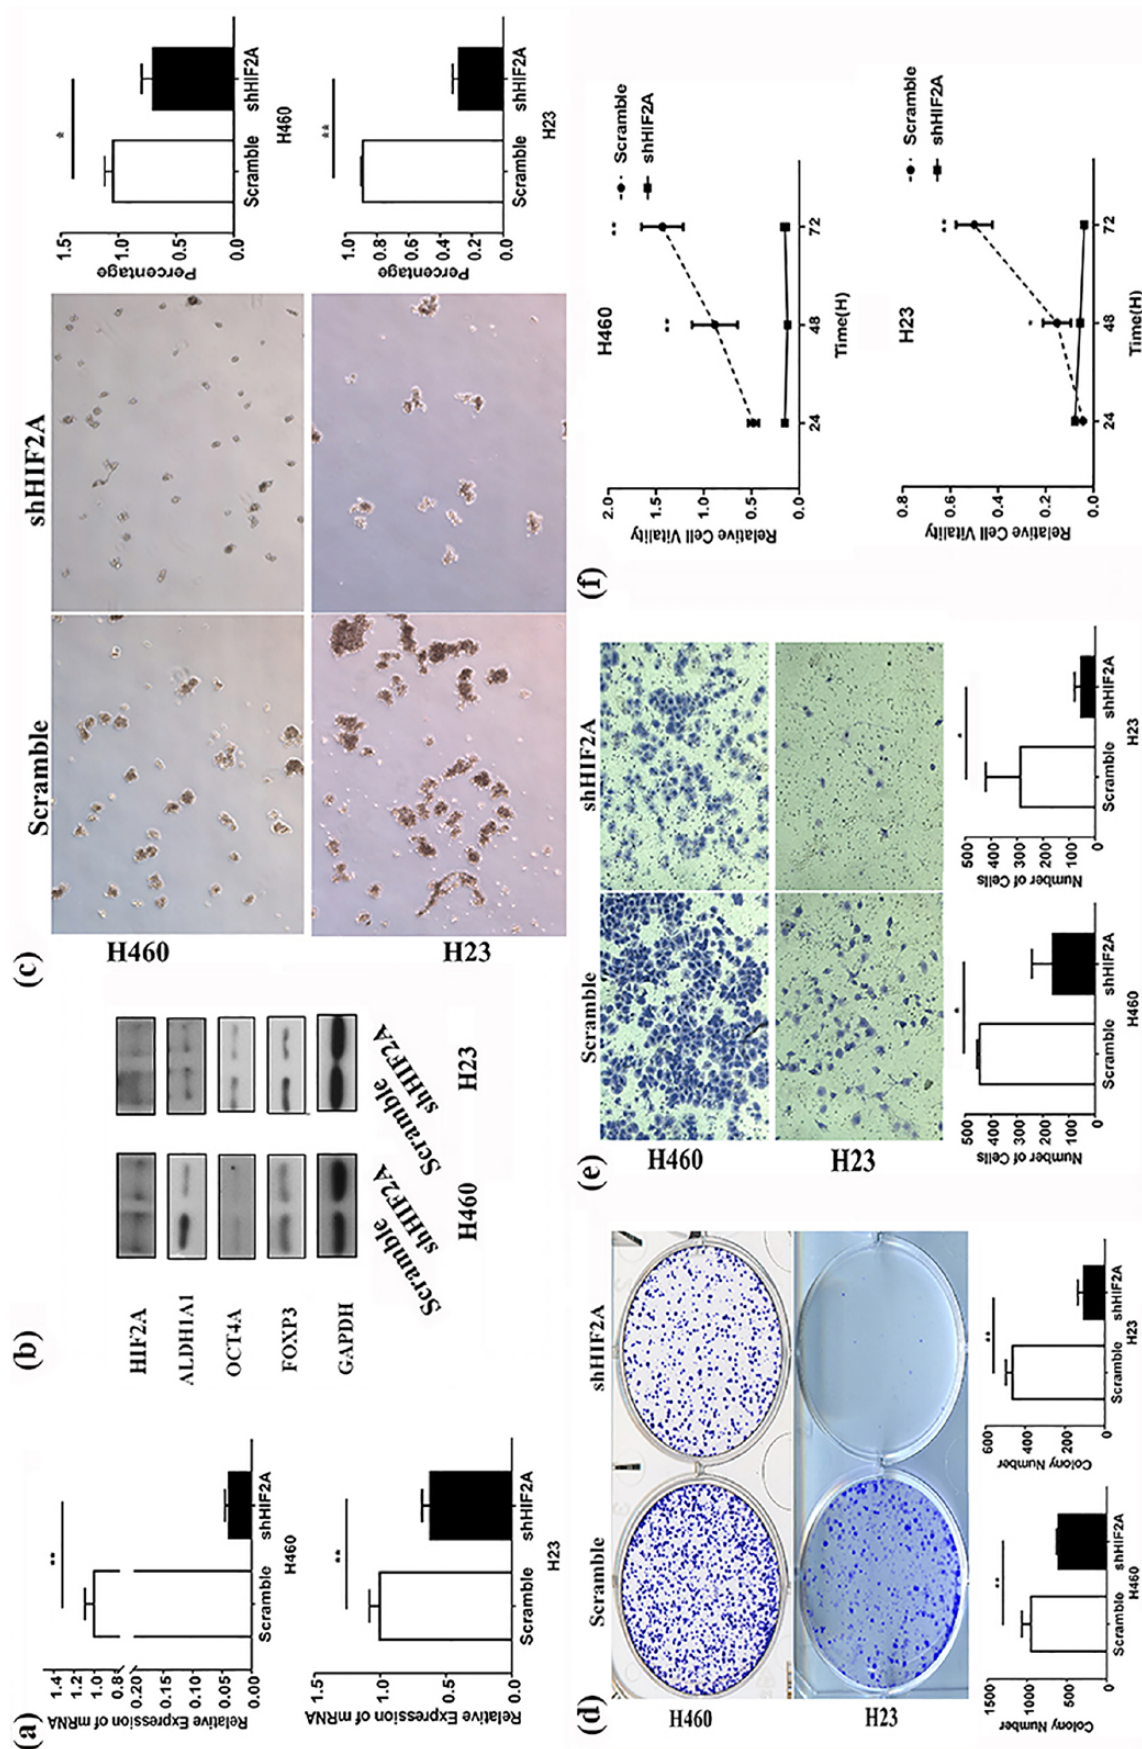 (a)
Relative Expression of mRNA
1.4
1.0
0.8
0.20
0.15
0.10
0.05
0.00
**
Scramble
shHIF2A
H460
Relative Expression of mRNA
1.5
1.0
0.5
0.0
**
Scramble
shHIF2A
H23
(b)
HIF2A
ALDH1A1
OCT4A
FOXP3
GAPDH
Scramble
shHIF2A
Scramble
shHIF2A
H460
H23
(c)
Scramble
shHIF2A
H460
H23
Percentage
1.5
1.0
0.5
0.0
*
Scramble
shHIF2A
H460
Percentage
1.0
0.8
0.6
0.4
0.2
0.0
**
Scramble
shHIF2A
H23
(d)
Scramble
shHIF2A
H460
H23
Colony Number
1500
1000
500
0
**
Scramble
shHIF2A
H460
Colony Number
600
400
200
0
**
Scramble
shHIF2A
H23
(e)
Scramble
shHIF2A
H460
H23
Number of Cells
500
400
300
200
100
0
*
Scramble
shHIF2A
H460
Number of Cells
500
400
300
200
100
0
*
Scramble
shHIF2A
H23
(f)
H460
Relative Cell Vitality
2.0
1.5
1.0
0.5
0.0
**
**
24
48
72
Time(H)
Scramble
shHIF2A
H23
Relative Cell Vitality
0.8
0.6
0.4
0.2
0.0
*
**
24
48
72
Time(H)
Scramble
shHIF2A